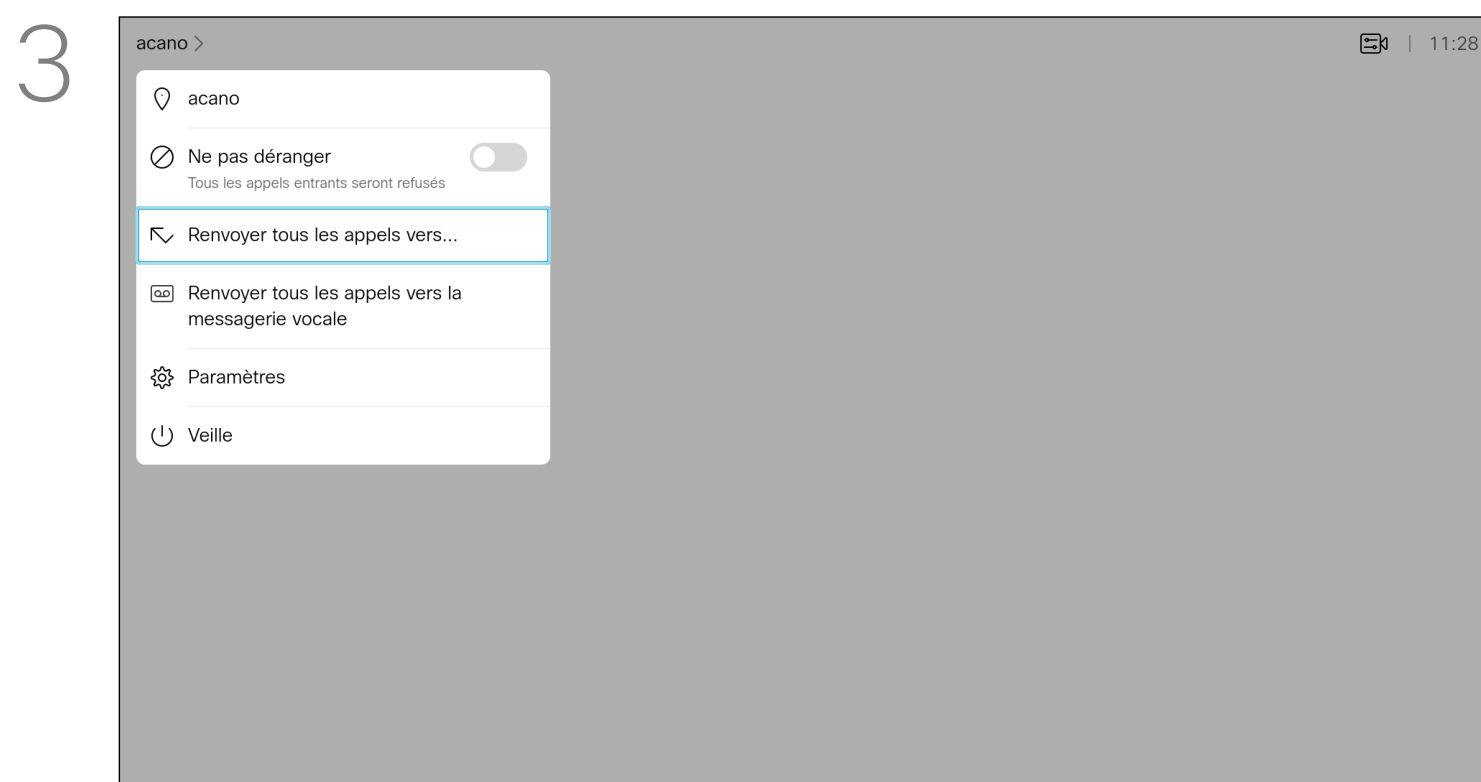 3
acano >
11:28
acano
Ne pas déranger
Tous les appels entrants seront refusés
Renvoyer tous les appels vers...
Renvoyer tous les appels vers la
messagerie vocale
Paramètres
Veille